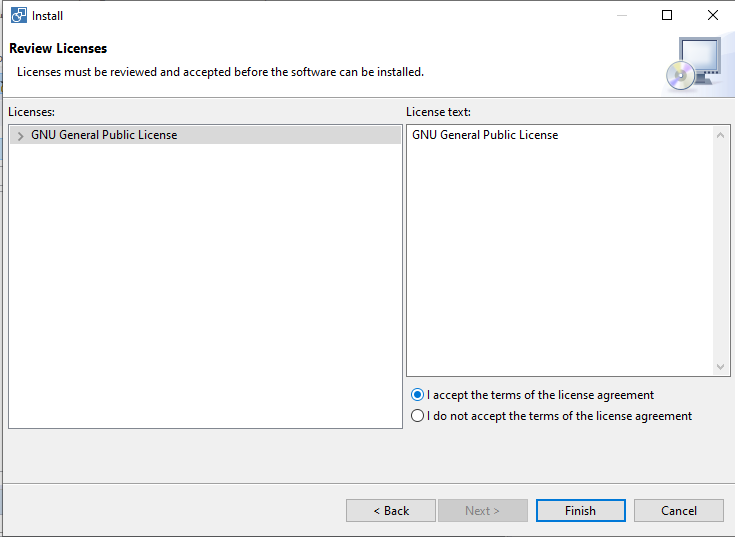 Install
Review Licenses
Licenses must be reviewed and accepted before the software can be installed.
Licenses:
GNU General Public License
License text:
GNU General Public License
I accept the terms of the license agreement
I do not accept the terms of the license agreement
< Back
Next >
Finish
Cancel